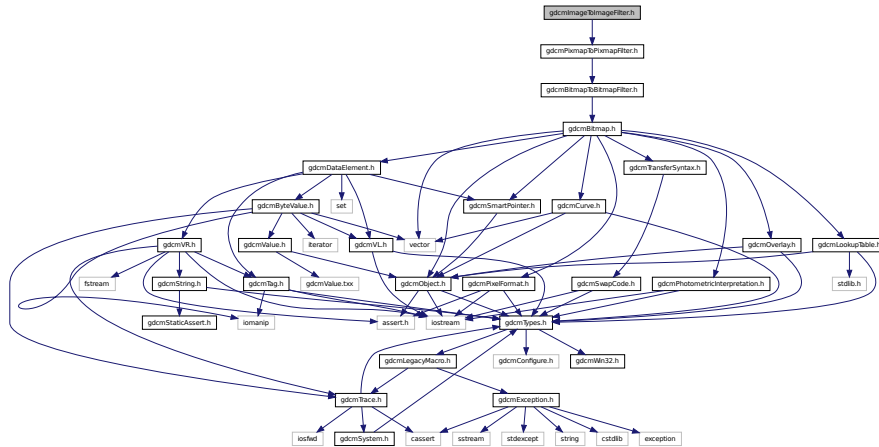 gdcmImageToImageFilter.h
gdcmPixmapToPixmapFilter.h
gdcmBitmapToBitmapFilter.h
gdcmBitmap.h
gdcmDataElement.h
gdcmTransferSyntax.h
gdcmByteValue.h
set
gdcmSmartPointer.h
gdcmCurve.h
gdcmVR.h
gdcmValue.h
iterator
gdcmVL.h
vector
gdcmOverlay.h
gdcmLookupTable.h
fstream
gdcmString.h
gdcmTag.h
gdcmValue.txx
gdcmObject.h
gdcmPixelFormat.h
gdcmSwapCode.h
gdcmPhotometricInterpretation.h
stdlib.h
gdcmStaticAssert.h
iomanip
assert.h
iostream
gdcmTypes.h
gdcmLegacyMacro.h
gdcmConfigure.h
gdcmWin32.h
gdcmTrace.h
gdcmException.h
iosfwd
gdcmSystem.h
cassert
sstream
stdexcept
string
cstdlib
exception